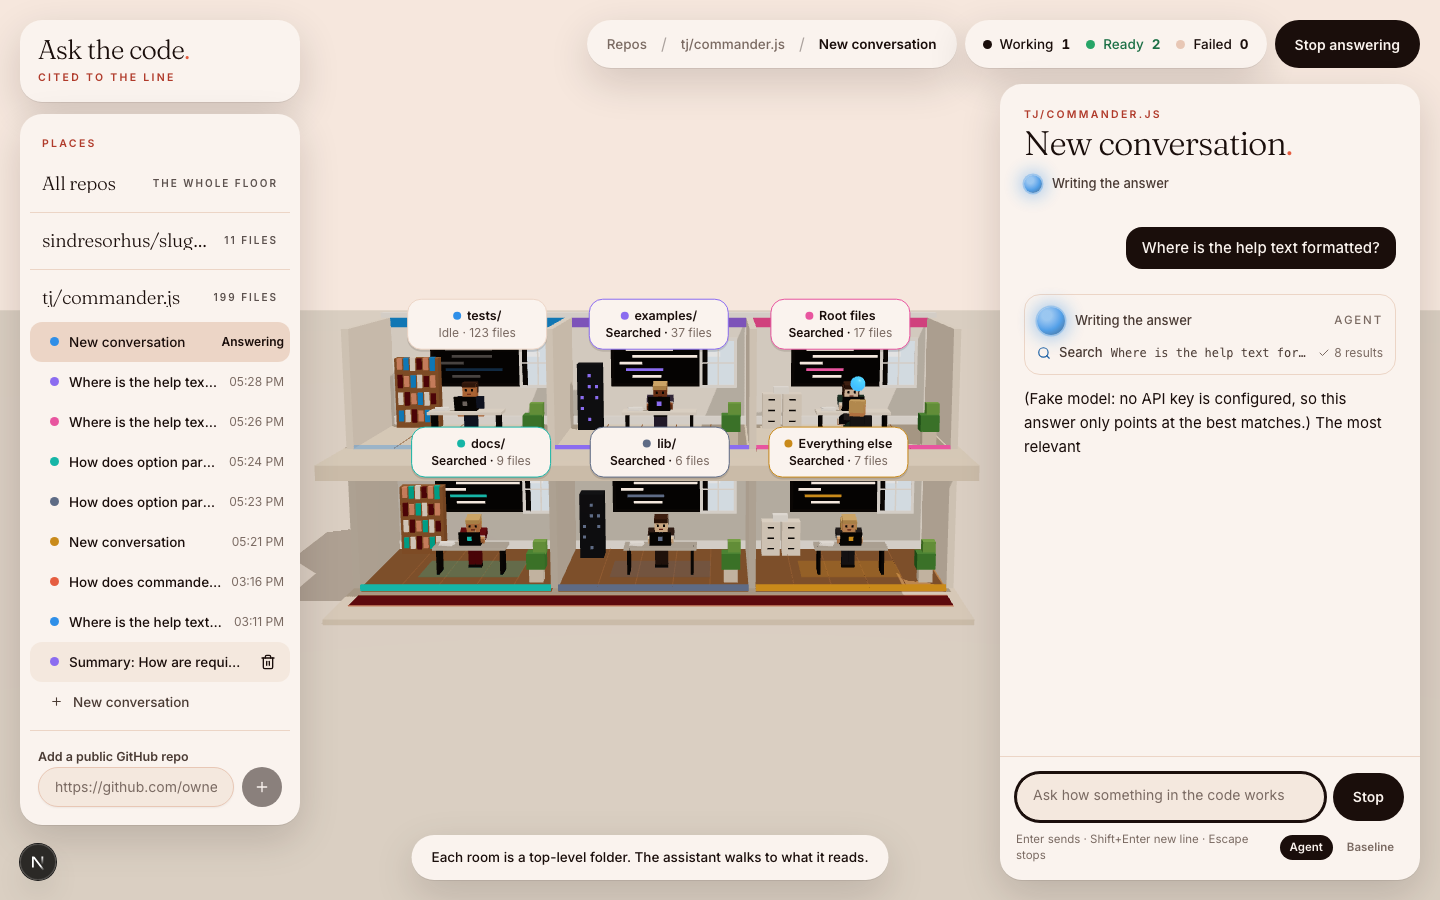 Ask the code.
CITED TO THE LINE
Repos / tj/commander.js / New conversation
Working 1 Ready 2 Failed 0
Stop answering
PLACES
All repos THE WHOLE FLOOR
sindresorhus/slug... 11 FILES
tj/commander.js 199 FILES
New conversation Answering
Where is the help tex... 05:28 PM
Where is the help tex... 05:26 PM
How does option par... 05:24 PM
How does option par... 05:23 PM
New conversation 05:21 PM
How does commande... 03:16 PM
Where is the help text... 03:11 PM
Summary: How are requi...
+ New conversation
Add a public GitHub repo
https://github.com/owne
+
N
tests/
Idle · 123 files
examples/
Searched · 37 files
Root files
Searched · 17 files
docs/
Searched · 9 files
lib/
Searched · 6 files
Everything else
Searched · 7 files
Each room is a top-level folder. The assistant walks to what it reads.
TJ/COMMANDER.JS
New conversation.
Writing the answer
Where is the help text formatted?
Writing the answer AGENT
Search Where is the help text for... 8 results
(Fake model: no API key is configured, so this
answer only points at the best matches.) The most
relevant
Ask how something in the code works
Stop
Enter sends · Shift+Enter new line · Escape
stops
Agent Baseline